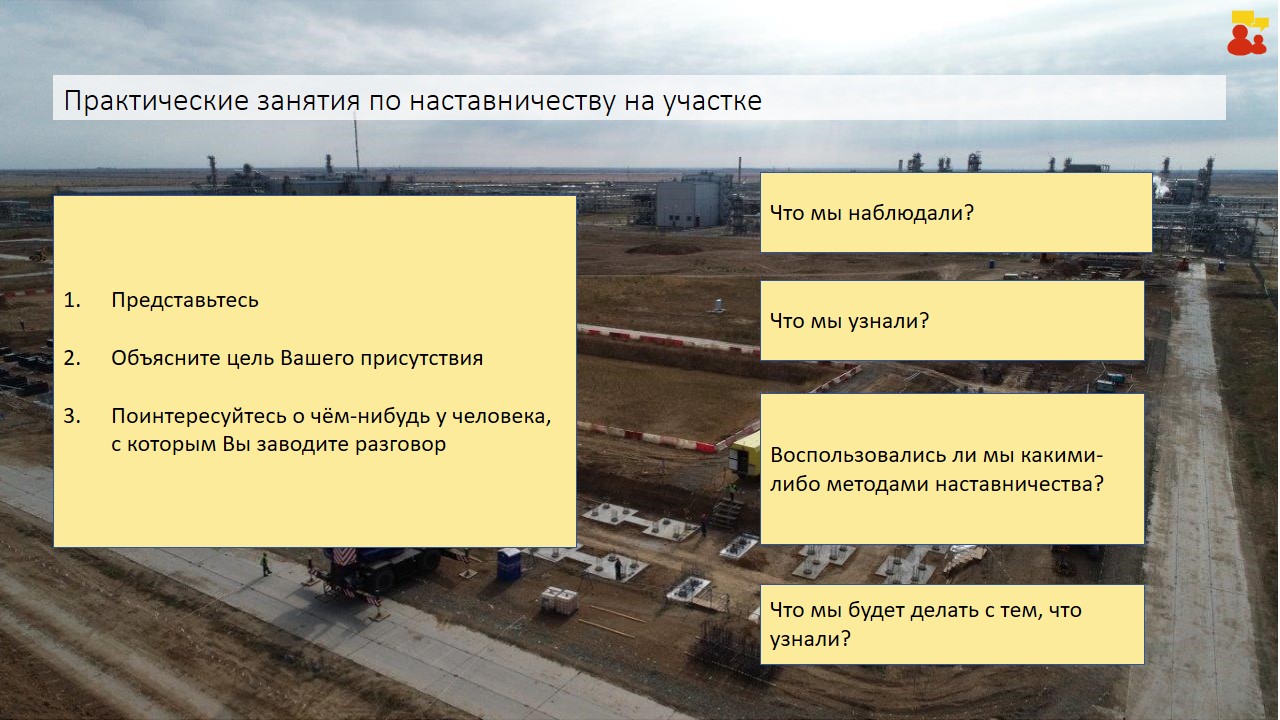 Практические занятия по наставничеству на участке
1. Представьтесь
2. Объясните цель Вашего присутствия
3. Поинтересуйтесь о чём-нибудь у человека,
с которым Вы заводите разговор
Что мы наблюдали?
Что мы узнали?
Воспользовались ли мы какими-
либо методами наставничества?
Что мы будет делать с тем, что
узнали?